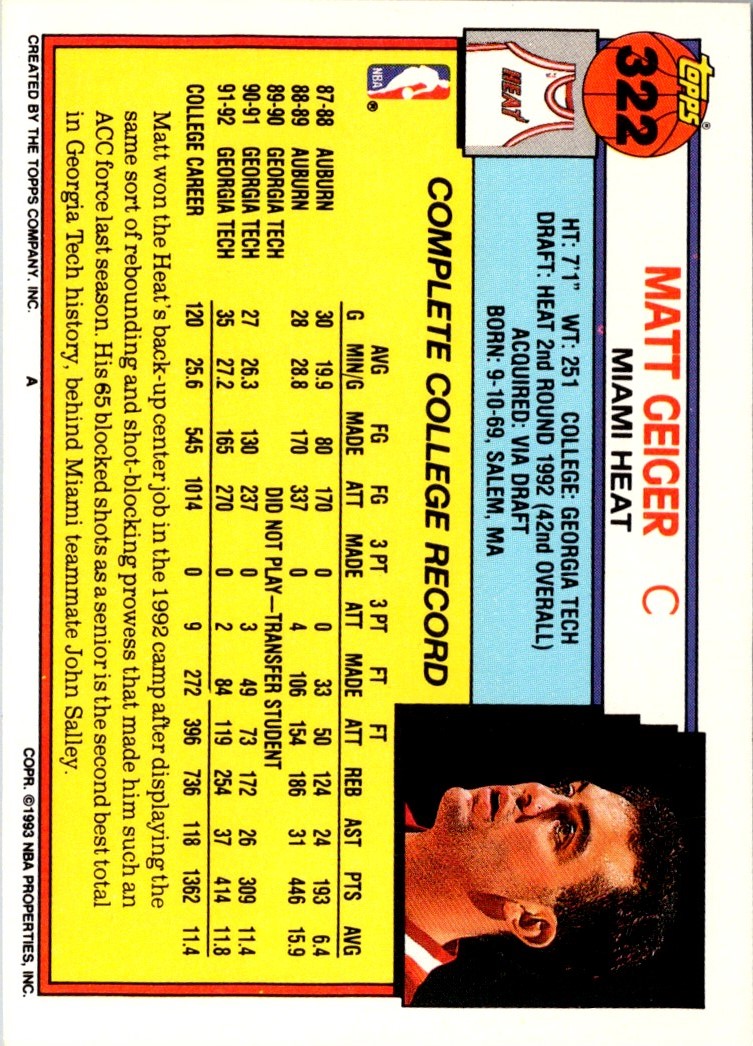 topps®
322
MATT GEIGER C
MIAMI HEAT
HEAT
HT: 7'1" WT: 251 COLLEGE: GEORGIA TECH
DRAFT: HEAT 2nd ROUND 1992 (42nd OVERALL)
ACQUIRED: VIA DRAFT
BORN: 9-10-69, SALEM, MA
NBA ®
COMPLETE COLLEGE RECORD
AVG FG FG 3 PT 3 PT FT FT
G MIN/G MADE ATT MADE ATT MADE ATT REB AST PTS AVG
87-88 AUBURN 30 19.9 80 170 0 0 33 50 124 24 193 6.4
88-89 AUBURN 28 28.8 170 337 0 4 106 154 186 31 446 15.9
89-90 GEORGIA TECH DID NOT PLAY—TRANSFER STUDENT
90-91 GEORGIA TECH 27 26.3 130 237 0 3 49 73 172 26 309 11.4
91-92 GEORGIA TECH 35 27.2 165 270 0 2 84 119 254 37 414 11.8
COLLEGE CAREER 120 25.6 545 1014 0 9 272 396 736 118 1362 11.4
Matt won the Heat's back-up center job in the 1992 camp after displaying the
same sort of rebounding and shot-blocking prowess that made him such an
ACC force last season. His 65 blocked shots as a senior is the second best total
in Georgia Tech history, behind Miami teammate John Salley.
CREATED BY THE TOPPS COMPANY, INC. A COPR. ©1993 NBA PROPERTIES, INC.